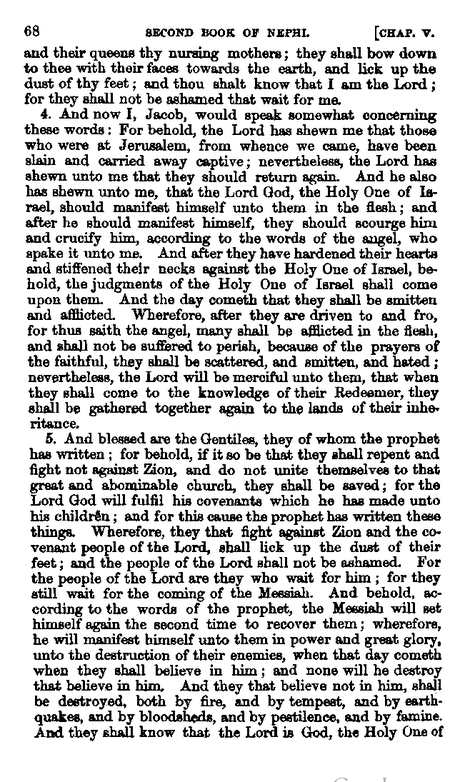 68 SECOND BOOK OF NEPHI. [CHAP. V.
and their queens thy nursing mothers; they shall bow down
to thee with their faces towards the earth, and lick up the
dust of thy feet; and thou shalt know that I am the Lord;
for they shall not be ashamed that wait for me.
4. And now I, Jacob, would speak somewhat concerning
these words: For behold, the Lord has shewn me that those
who were at Jerusalem, from whence we came, have been
slain and carried away captive; nevertheless, the Lord has
shewn unto me that they should return again. And he also
has shewn unto me, that the Lord God, the Holy One of Is-
rael, should manifest himself unto them in the flesh; and
after he should manifest himself, they should scourge him
and crucify him, according to the words of the angel, who
spake it unto me. And after they have hardened their hearts
and stiffened their necks against the Holy One of Israel, be-
hold, the judgments of the Holy One of Israel shall come
upon them. And the day cometh that they shall be smitten
and afflicted. Wherefore, after they are driven to and fro,
for thus saith the angel, many shall be afflicted in the flesh,
and shall not be suffered to perish, because of the prayers of
the faithful, they shall be scattered, and smitten, and hated;
nevertheless, the Lord will be merciful unto them, that when
they shall come to the knowledge of their Redeemer, they
shall be gathered together again to the lands of their inhe-
ritance.
5. And blessed are the Gentiles, they of whom the prophet
has written; for behold, if it so be that they shall repent and
fight not against Zion, and do not unite themselves to that
great and abominable church, they shall be saved; for the
Lord God will fulfil his covenants which he has made unto
his children; and for this cause the prophet has written these
things. Wherefore, they that fight against Zion and the co-
venant people of the Lord, shall lick up the dust of their
feet; and the people of the Lord shall not be ashamed. For
the people of the Lord are they who wait for him; for they
still wait for the coming of the Messiah. And behold, ac-
cording to the words of the prophet, the Messiah will set
himself again the second time to recover them; wherefore,
he will manifest himself unto them in power and great glory,
unto the destruction of their enemies, when that day cometh
when they shall believe in him; and none will he destroy
that believe in him. And they that believe not in him, shall
be destroyed, both by fire, and by tempest, and by earth-
quakes, and by bloodsheds, and by pestilence, and by famine.
And they shall know that the Lord is God, the Holy One of